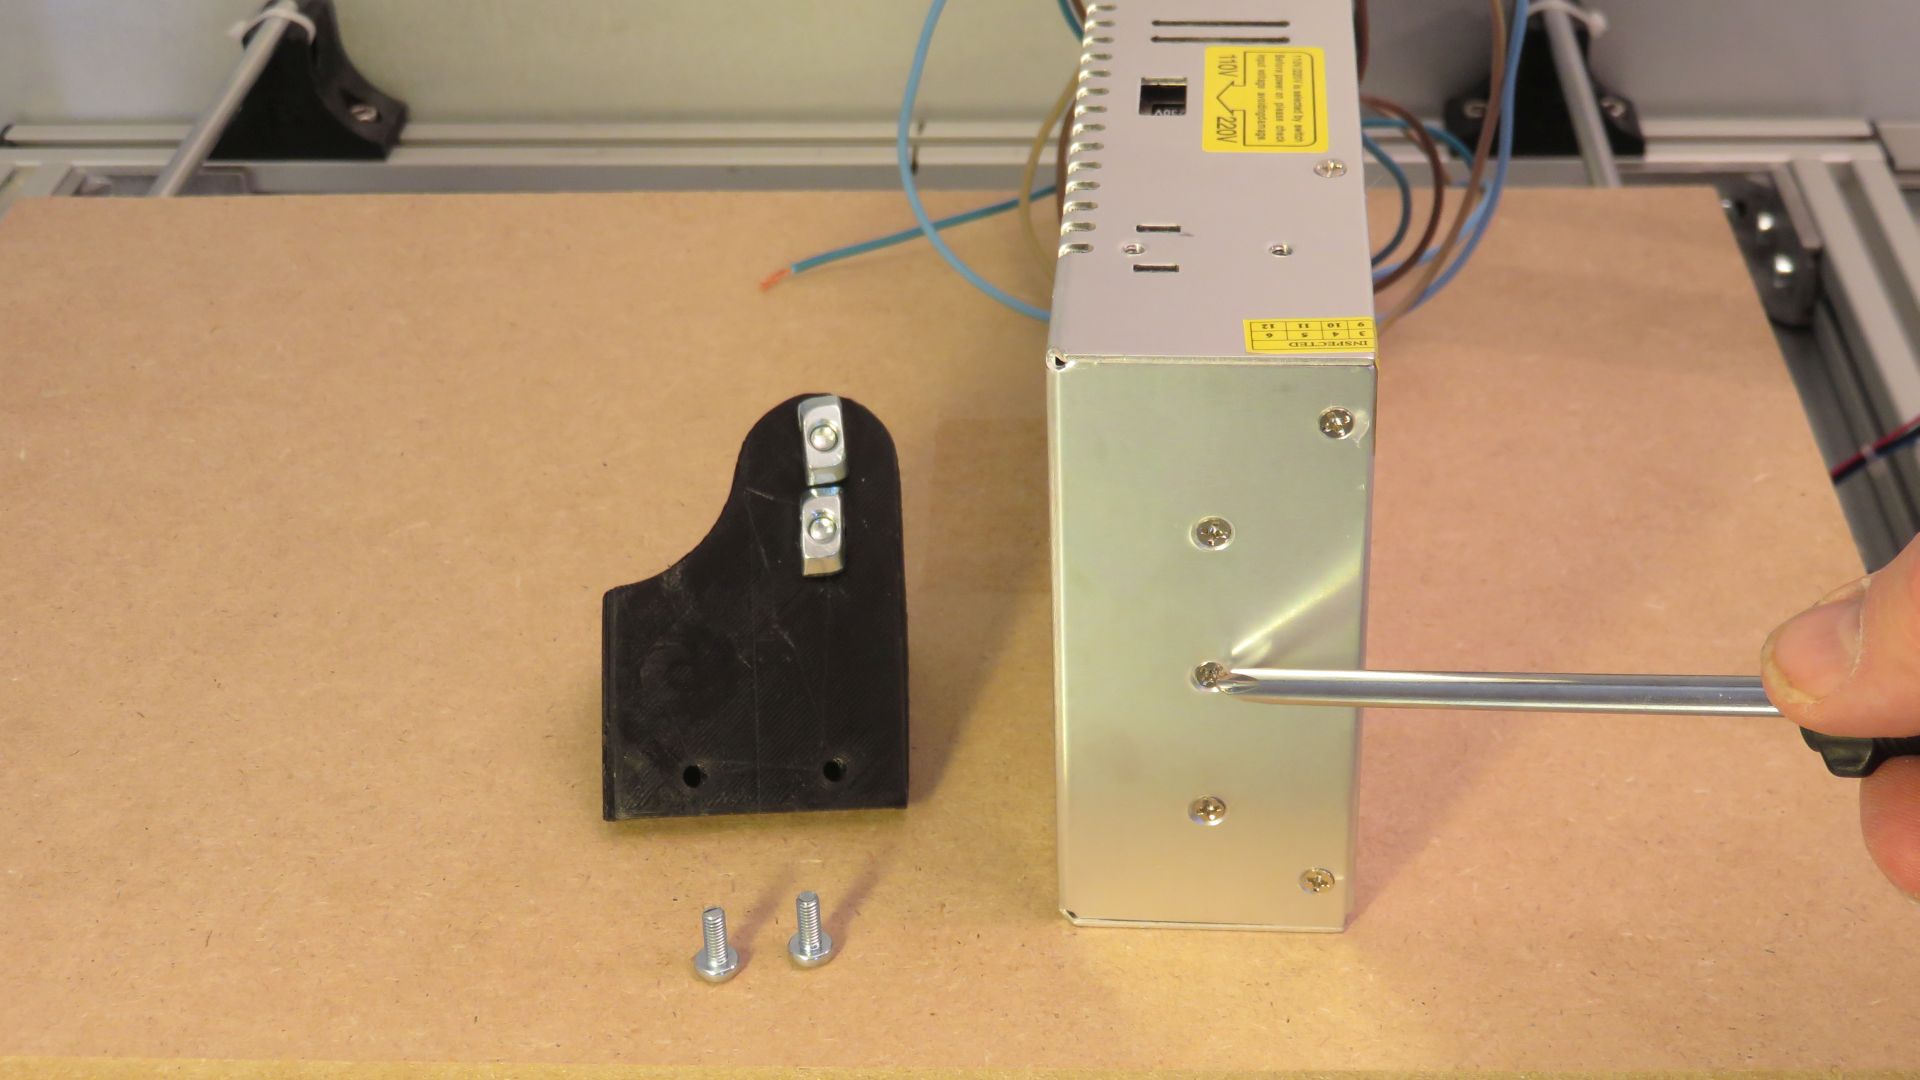 110V/220V is selected by switch
Before power on please check
input voltage avoidingdamage
110V 220V
INSPECTED
3 4 5 6
9 10 11 12